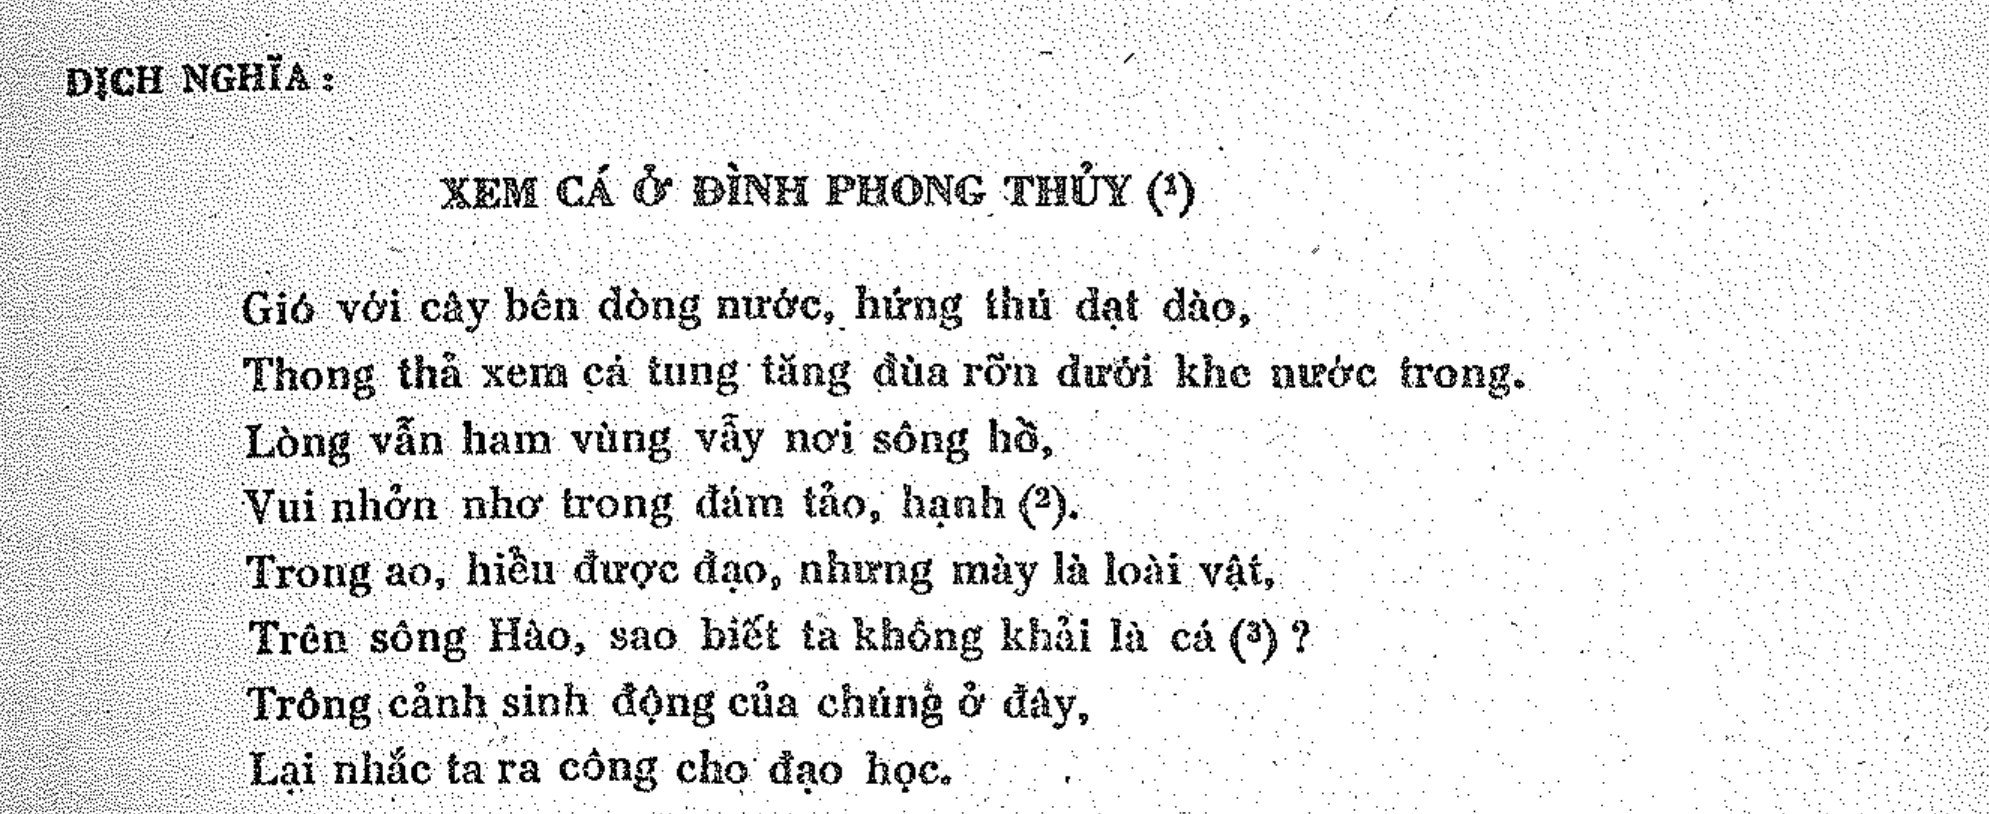 DỊCH NGHĨA :
XEM CÁ Ở ĐÌNH PHONG THỦY (¹)
Gió với cây bên dòng nước, hứng thú dạt dào,
Thong thả xem cá tung tăng đùa rỡn dưới khe nước trong.
Lòng vẫn ham vùng vẫy nơi sông hồ,
Vui nhởn nhơ trong đám tảo, hạnh (²).
Trong ao, hiểu được đạo, nhưng mày là loài vật,
Trên sông Hào, sao biết ta không khải là cá (³) ?
Trông cảnh sinh động của chúng ở đây,
Lại nhắc ta ra công cho đạo học.